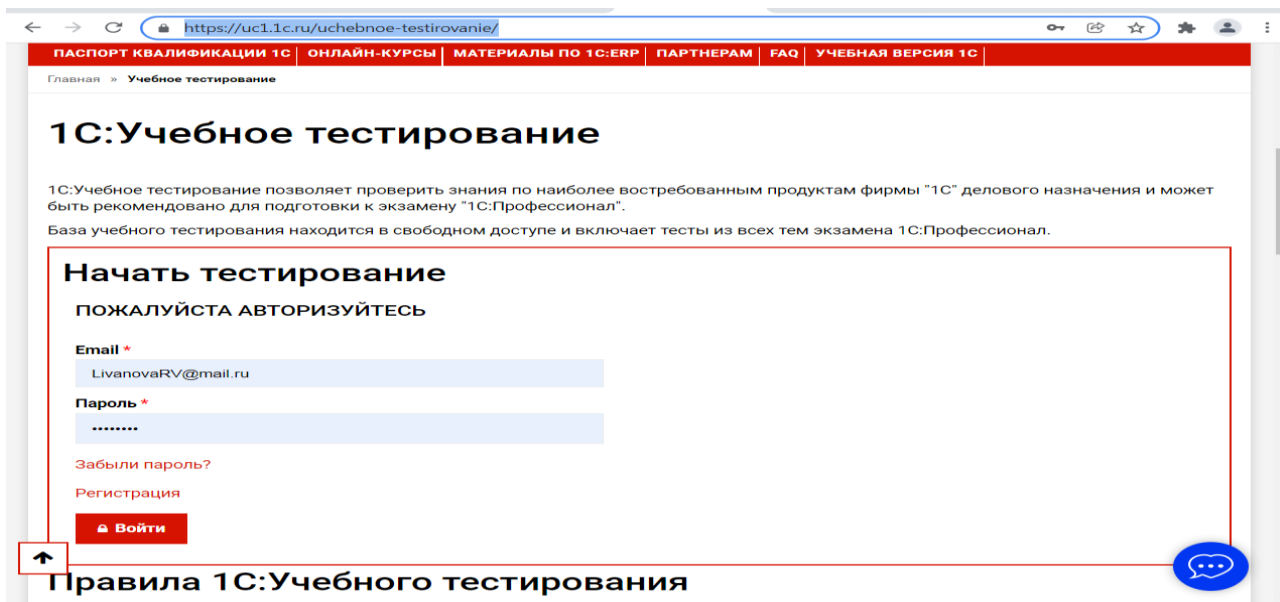 https://uc1.1c.ru/uchebnoe-testirovanie/
ПАСПОРТ КВАЛИФИКАЦИИ 1С ОНЛАЙН-КУРСЫ МАТЕРИАЛЫ ПО 1С:ERP ПАРТНЕРАМ FAQ УЧЕБНАЯ ВЕРСИЯ 1С
Главная » Учебное тестирование
1С:Учебное тестирование
1С:Учебное тестирование позволяет проверить знания по наиболее востребованным продуктам фирмы "1С" делового назначения и может
быть рекомендовано для подготовки к экзамену "1С:Профессионал".
База учебного тестирования находится в свободном доступе и включает тесты из всех тем экзамена 1С:Профессионал.
Начать тестирование
ПОЖАЛУЙСТА АВТОРИЗУЙТЕСЬ
Email *
LivanovaRV@mail.ru
Пароль *
••••••••
Забыли пароль?
Регистрация
Войти
Правила 1С:Учебного тестирования